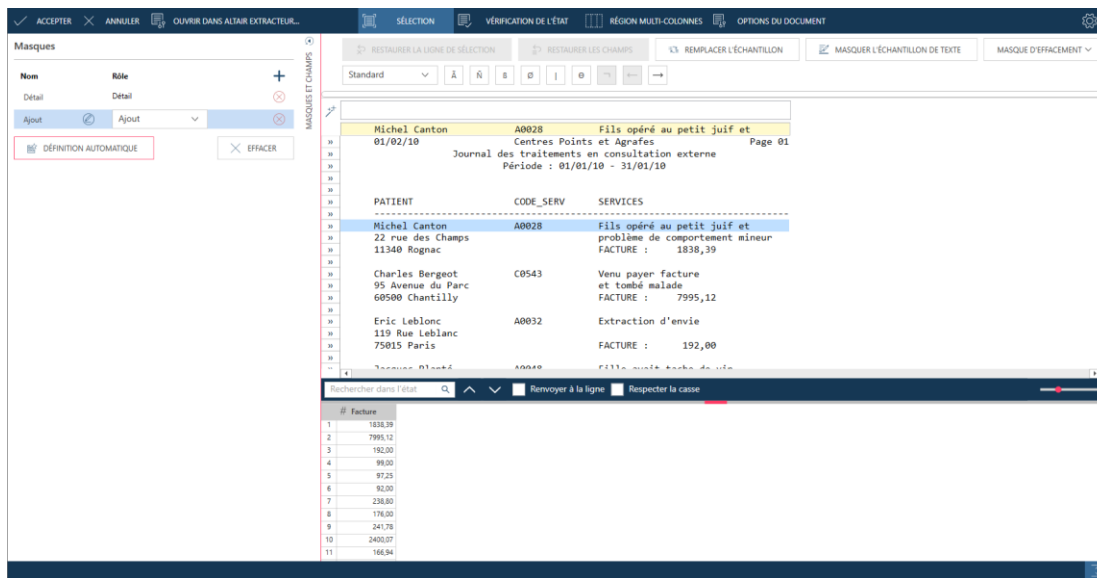 ACCEPTER ANNULER OUVRIR DANS ALTAIR EXTRACTEUR... SÉLECTION VÉRIFICATION DE L'ÉTAT RÉGION MULTI-COLONNES OPTIONS DU DOCUMENT
Masques
Nom Rôle
Détail Détail
Ajout Ajout
DÉFINITION AUTOMATIQUE EFFACER
MASQUES ET CHAMPS
RESTAURER LA LIGNE DE SÉLECTION RESTAURER LES CHAMPS REMPLACER L'ÉCHANTILLON MASQUER L'ÉCHANTILLON DE TEXTE MASQUE D'EFFACEMENT
Standard Ã Ñ ß Ø | Θ ¬ ← →
Michel Canton A0028 Fils opéré au petit juif et
01/02/10 Centres Points et Agrafes Page 01
Journal des traitements en consultation externe
Période : 01/01/10 - 31/01/10
PATIENT CODE_SERV SERVICES
Michel Canton A0028 Fils opéré au petit juif et
22 rue des Champs problème de comportement mineur
11340 Rognac FACTURE : 1838,39
Charles Bergeot C0543 Venu payer facture
95 Avenue du Parc et tombé malade
60500 Chantilly FACTURE : 7995,12
Eric Leblonc A0032 Extraction d'envie
119 Rue Leblanc
75015 Paris FACTURE : 192,00
Jacques Planté A0048 Fille avait tache de vin
Rechercher dans l'état Renvoyer à la ligne Respecter la casse
# Facture
1 1838,39
2 7995,12
3 192,00
4 99,00
5 97,25
6 92,00
7 238,80
8 176,00
9 241,78
10 2400,07
11 166,94